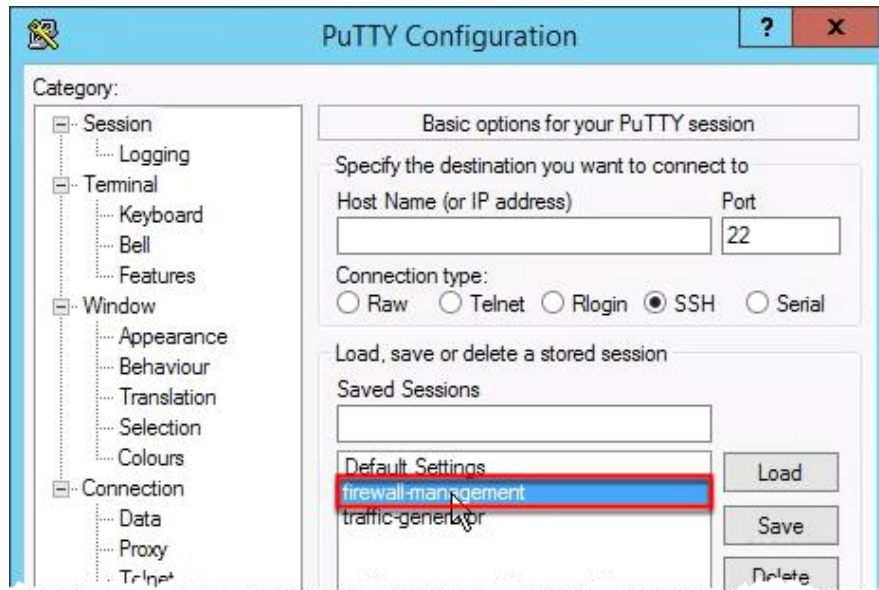 PuTTY Configuration
?
x
Category:
Session
Logging
Terminal
Keyboard
Bell
Features
Window
Appearance
Behaviour
Translation
Selection
Colours
Connection
Data
Proxy
Telnet
Basic options for your PuTTY session
Specify the destination you want to connect to
Host Name (or IP address)
Port
22
Connection type:
Raw
Telnet
Rlogin
SSH
Serial
Load, save or delete a stored session
Saved Sessions
Default Settings
firewall-management
traffic-generator
Load
Save
Delete